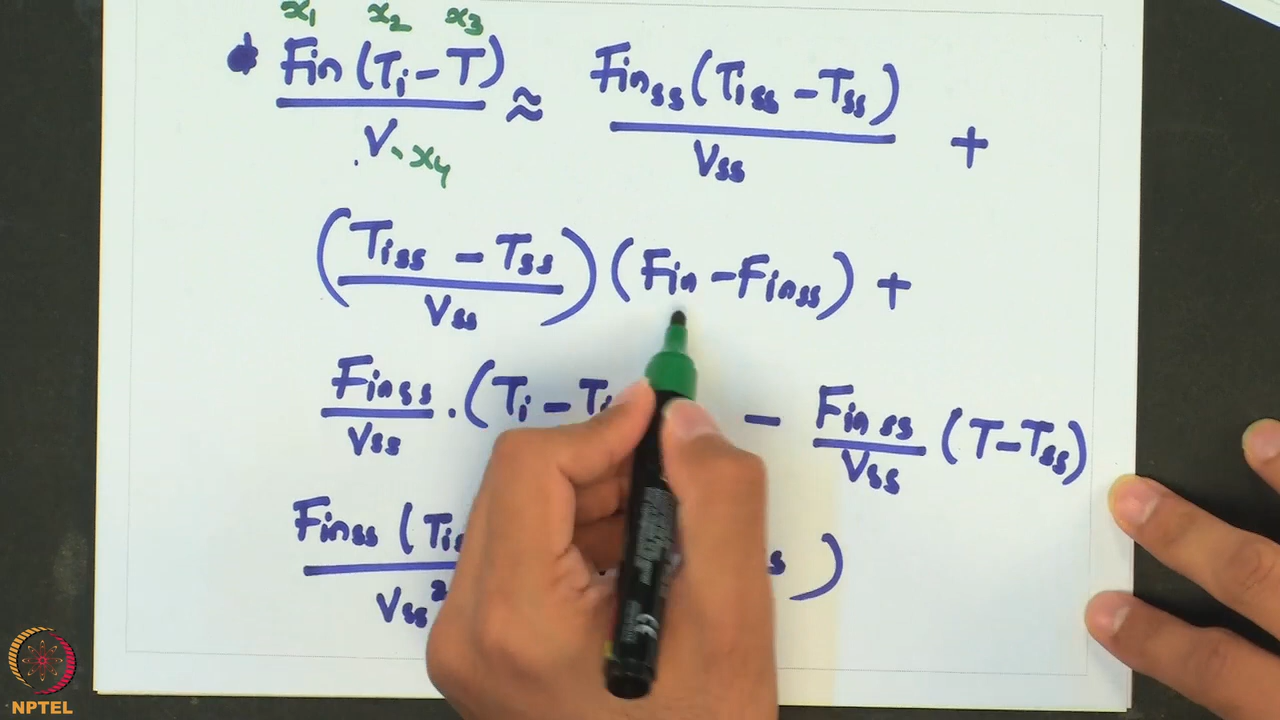 x₁ x₂ x₃
Fin (Ti - T) / V - x₄ ≈ Finss (Tiss - Tss) / Vss +
(Tiss - Tss / Vss) (Fin - Finss) +
Finss / Vss . (Ti - - Finss / Vss (T - Tss)
Finss ( / Vss² )
NPTEL